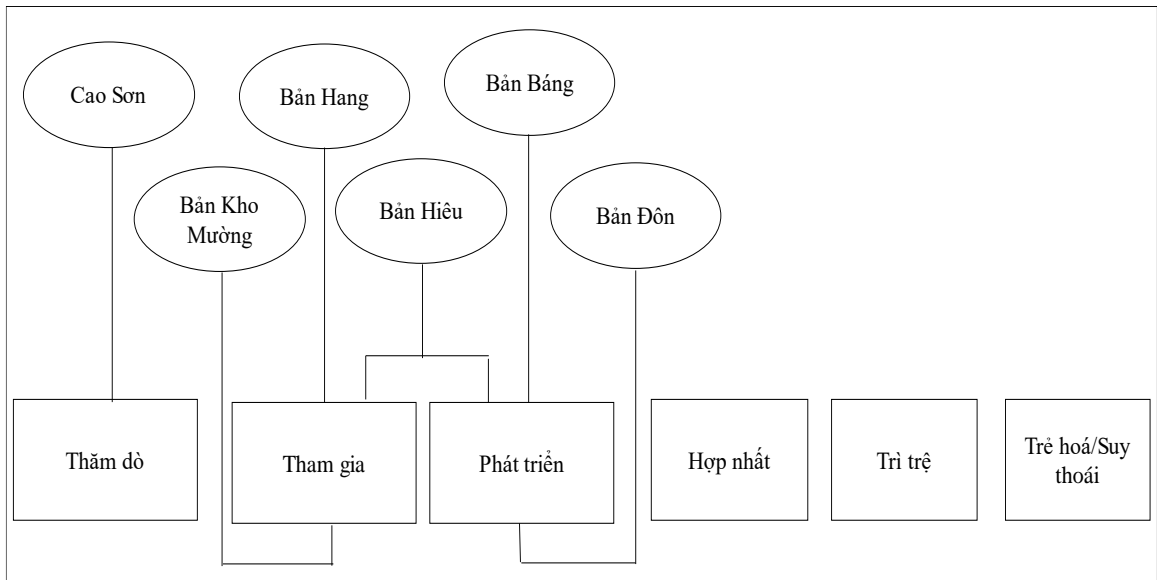 Cao Sơn
Bản Hang
Bản Báng
Bản Kho
Mường
Bản Hiêu
Bản Đôn
Thăm dò
Tham gia
Phát triển
Hợp nhất
Trì trệ
Trẻ hoá/Suy
thoái